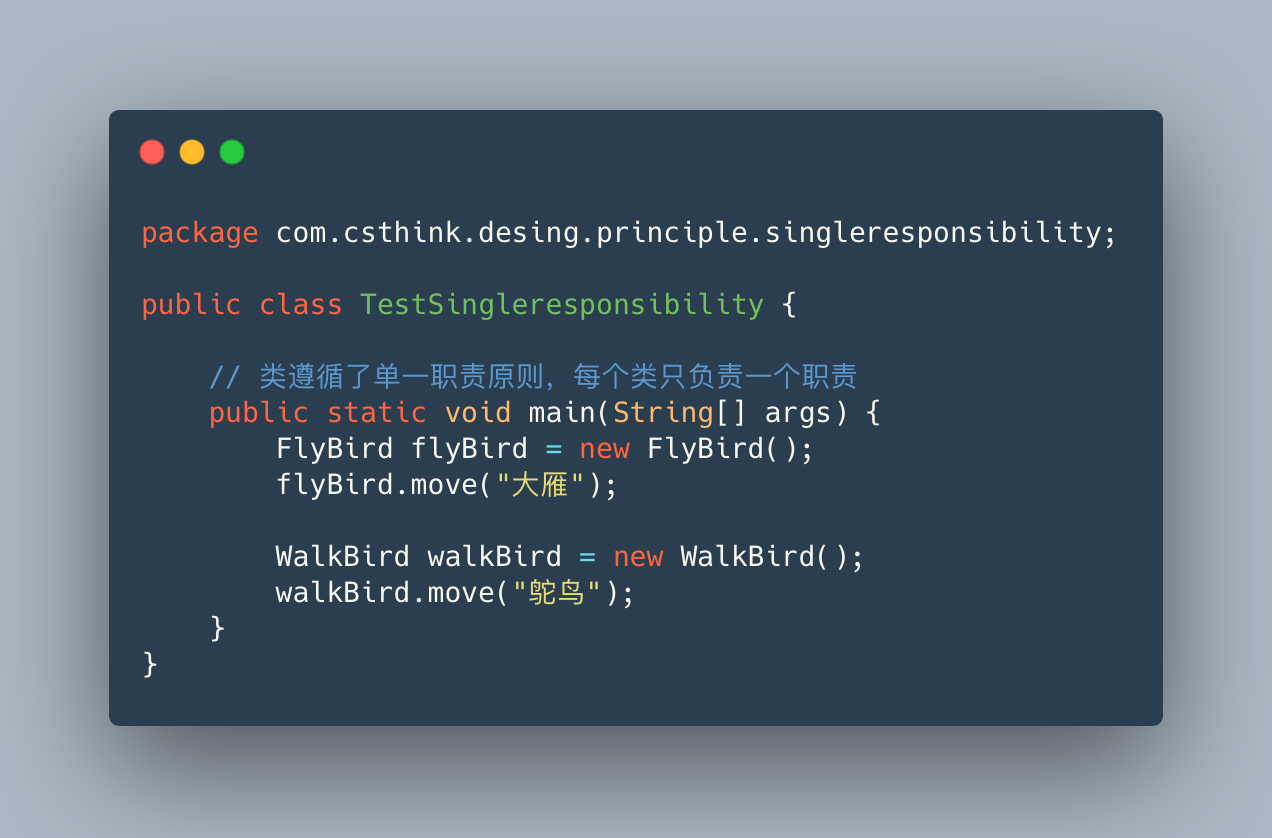 package com.csthink.desing.principle.singleresponsibility;
public class TestSingleresponsibility {
// 类遵循了单一职责原则，每个类只负责一个职责
public static void main(String[] args) {
FlyBird flyBird = new FlyBird();
flyBird.move("大雁");
WalkBird walkBird = new WalkBird();
walkBird.move("鸵鸟");
}
}